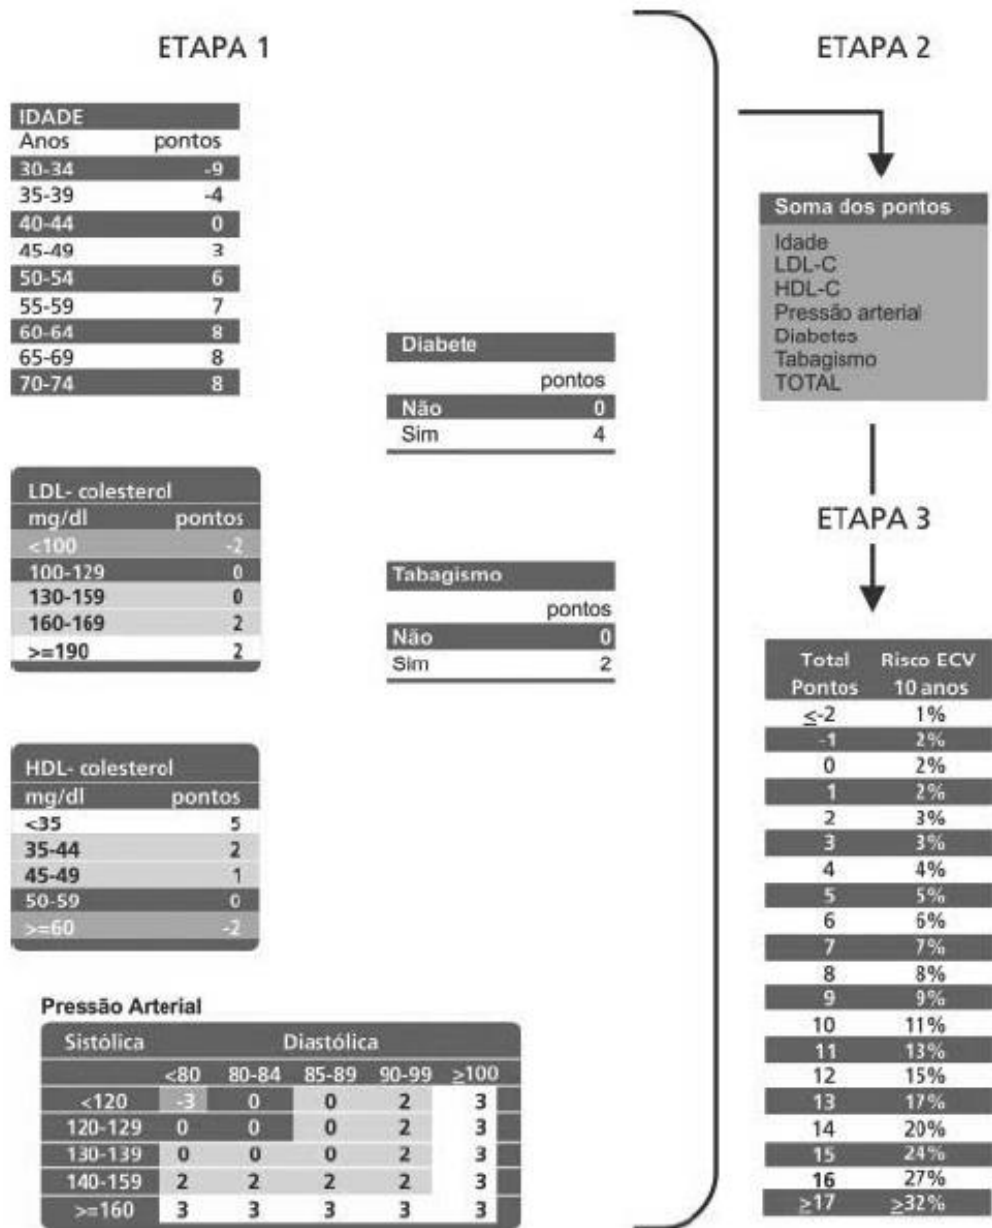 ETAPA 1
IDADE
Anos pontos
30-34 -9
35-39 -4
40-44 0
45-49 3
50-54 6
55-59 7
60-64 8
65-69 8
70-74 8
LDL- colesterol
mg/dl pontos
<100 -2
100-129 0
130-159 0
160-169 2
>=190 2
HDL- colesterol
mg/dl pontos
<35 5
35-44 2
45-49 1
50-59 0
>=60 -2
Diabete
pontos
Não 0
Sim 4
Tabagismo
pontos
Não 0
Sim 2
Pressão Arterial
Sistólica Diastólica
<80 80-84 85-89 90-99 ≥100
<120 -3 0 0 2 3
120-129 0 0 0 2 3
130-139 0 0 0 2 3
140-159 2 2 2 2 3
>=160 3 3 3 3 3
ETAPA 2
Soma dos pontos
Idade
LDL-C
HDL-C
Pressão arterial
Diabetes
Tabagismo
TOTAL
ETAPA 3
Total Risco ECV
Pontos 10 anos
≤-2 1%
-1 2%
0 2%
1 2%
2 3%
3 3%
4 4%
5 5%
6 6%
7 7%
8 8%
9 9%
10 11%
11 13%
12 15%
13 17%
14 20%
15 24%
16 27%
≥17 ≥32%